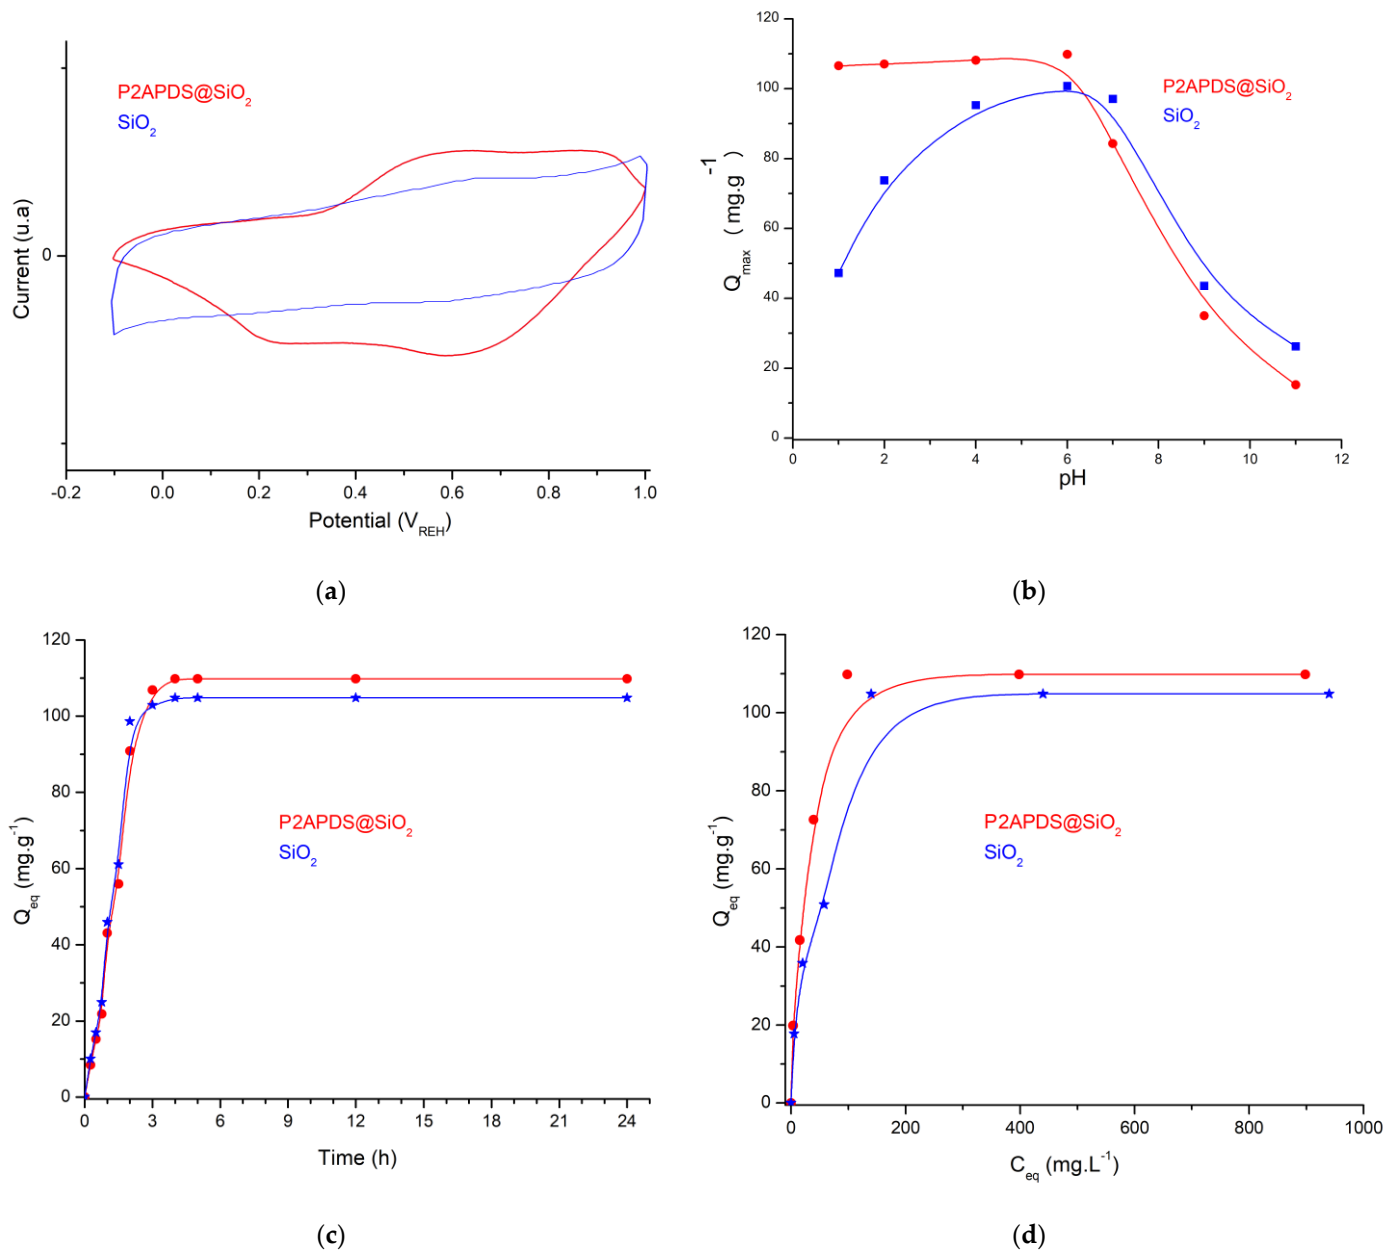 P2APDS@SiO2
SiO2
Current (u.a)
0
-0.2 0.0 0.2 0.4 0.6 0.8 1.0
Potential (VREH)
(a)
120
100
80
60
40
20
0
Qmax (mg.g-1)
P2APDS@SiO2
SiO2
0 2 4 6 8 10 12
pH
(b)
120
100
80
60
40
20
0
Qeq (mg.g-1)
P2APDS@SiO2
SiO2
0 3 6 9 12 15 18 21 24
Time (h)
(c)
120
100
80
60
40
20
0
Qeq (mg.g-1)
P2APDS@SiO2
SiO2
0 200 400 600 800 1000
Ceq (mg.L-1)
(d)